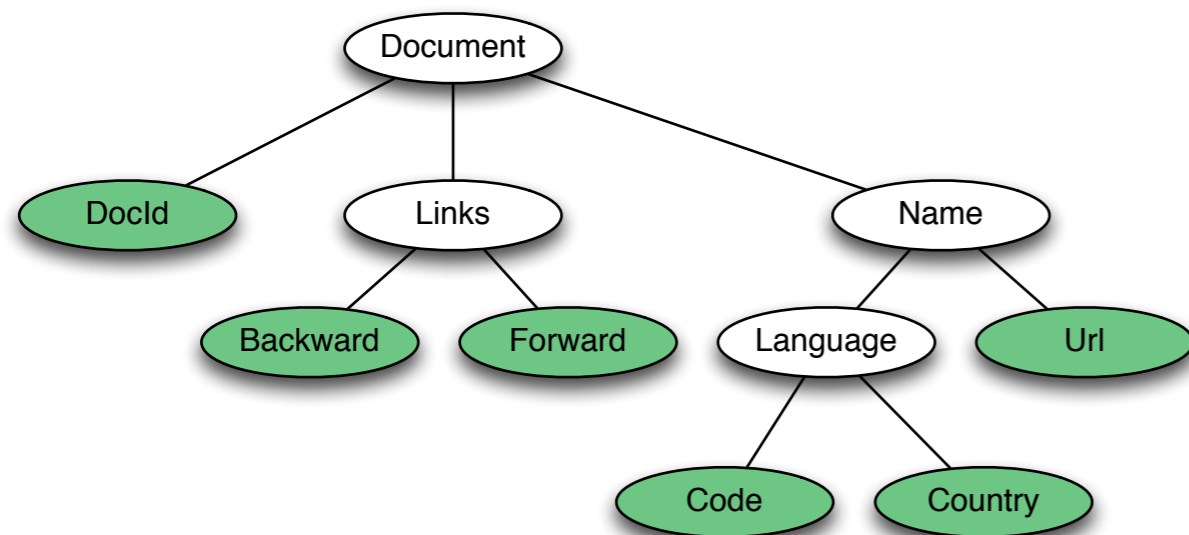 Document
DocId
Links
Name
Backward
Forward
Language
Url
Code
Country